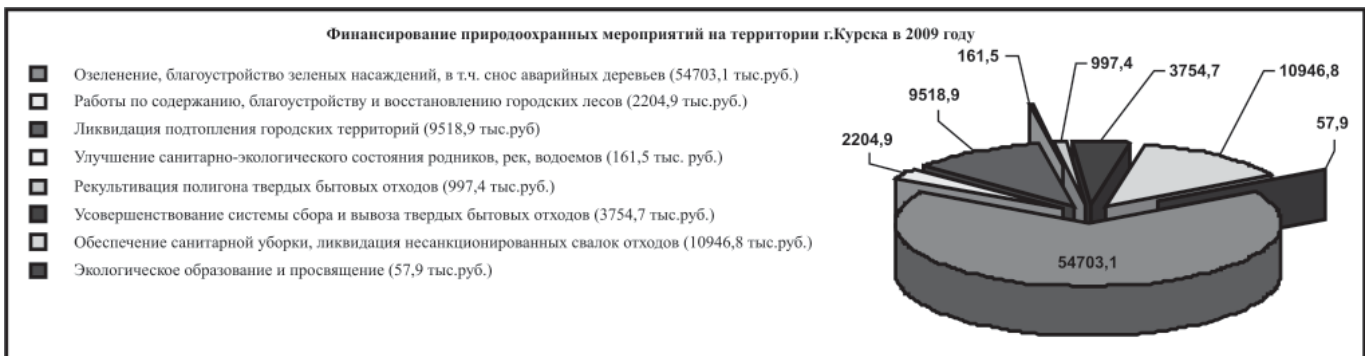 Финансирование природоохранных мероприятий на территории г.Курска в 2009 году
Озеленение, благоустройство зеленых насаждений, в т.ч. снос аварийных деревьев (54703,1 тыс.руб.)
Работы по содержанию, благоустройству и восстановлению городских лесов (2204,9 тыс.руб.)
Ликвидация подтопления городских территорий (9518,9 тыс.руб)
Улучшение санитарно-экологического состояния родников, рек, водоемов (161,5 тыс. руб.)
Рекультивация полигона твердых бытовых отходов (997,4 тыс.руб.)
Усовершенствование системы сбора и вывоза твердых бытовых отходов (3754,7 тыс.руб.)
Обеспечение санитарной уборки, ликвидация несанкционированных свалок отходов (10946,8 тыс.руб.)
Экологическое образование и просвящение (57,9 тыс.руб.)
161,5
997,4
3754,7
10946,8
9518,9
57,9
2204,9
54703,1